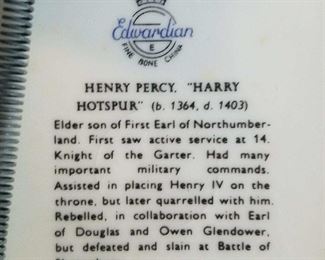 Edwardian
E
FINE BONE CHINA
HENRY PERCY, "HARRY
HOTSPUR" (b. 1364, d. 1403)
Elder son of First Earl of Northumber-
land. First saw active service at 14.
Knight of the Garter. Had many
important military commands.
Assisted in placing Henry IV on the
throne, but later quarrelled with him.
Rebelled, in collaboration with Earl
of Douglas and Owen Glendower,
but defeated and slain at Battle of